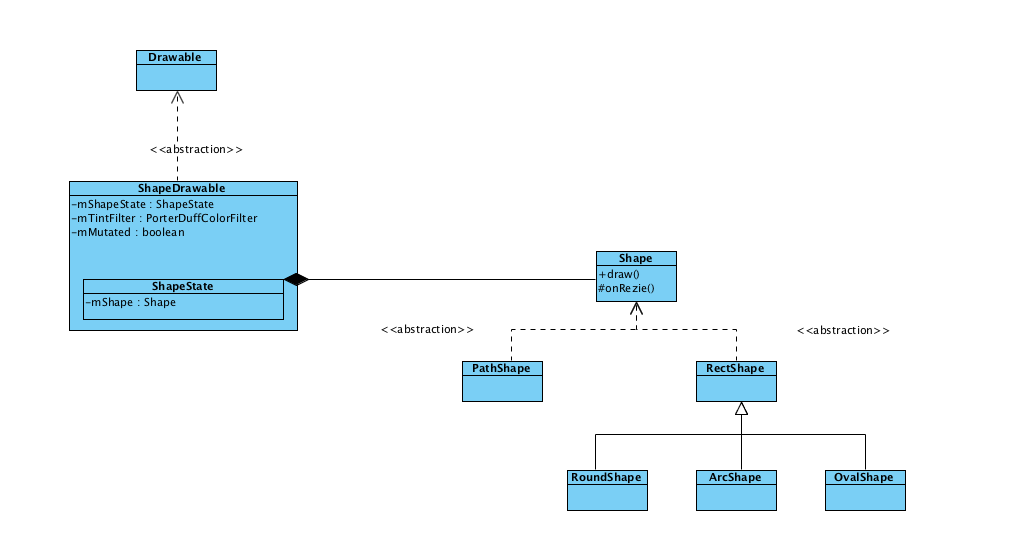 Drawable
<<abstraction>>
ShapeDrawable
-mShapeState : ShapeState
-mTintFilter : PorterDuffColorFilter
-mMutated : boolean
ShapeState
-mShape : Shape
Shape
+draw()
#onRezie()
<<abstraction>>
<<abstraction>>
PathShape
RectShape
RoundShape
ArcShape
OvalShape